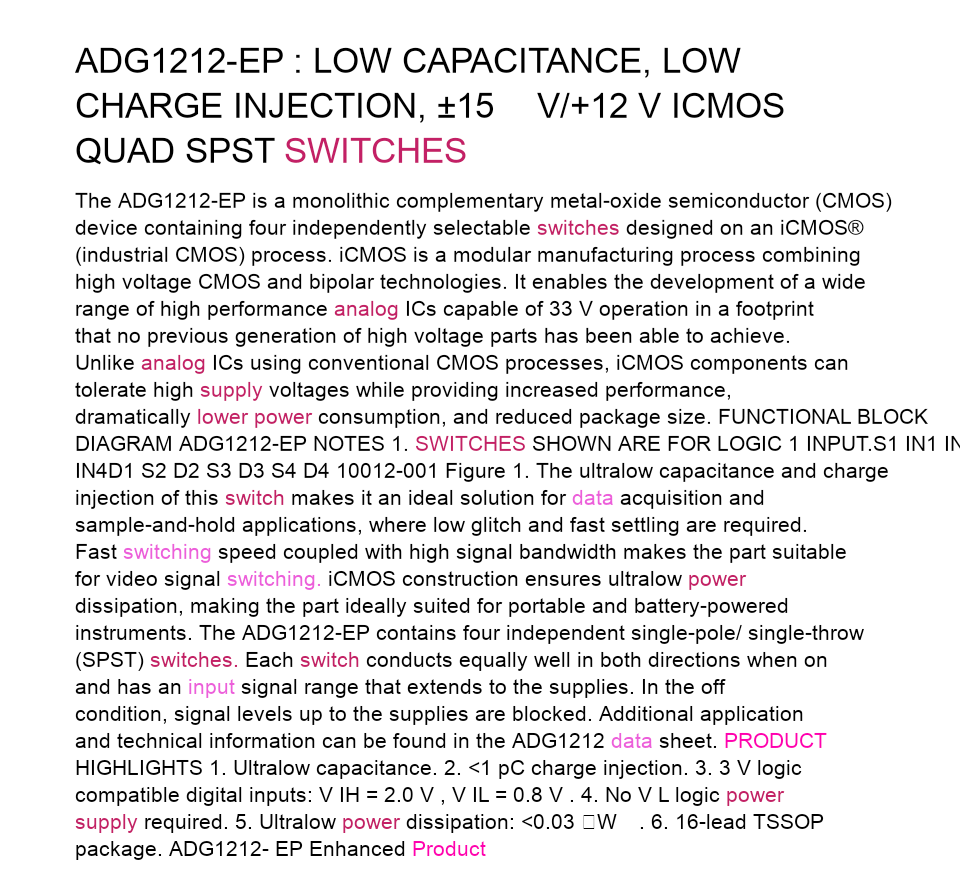 ADG1212-EP : LOW CAPACITANCE, LOW
CHARGE INJECTION, ±15 V/+12 V ICMOS
QUAD SPST SWITCHES
The ADG1212-EP is a monolithic complementary metal-oxide semiconductor (CMOS)
device containing four independently selectable switches designed on an iCMOS®
(industrial CMOS) process. iCMOS is a modular manufacturing process combining
high voltage CMOS and bipolar technologies. It enables the development of a wide
range of high performance analog ICs capable of 33 V operation in a footprint
that no previous generation of high voltage parts has been able to achieve.
Unlike analog ICs using conventional CMOS processes, iCMOS components can
tolerate high supply voltages while providing increased performance,
dramatically lower power consumption, and reduced package size. FUNCTIONAL BLOCK
DIAGRAM ADG1212-EP NOTES 1. SWITCHES SHOWN ARE FOR LOGIC 1 INPUT.S1 IN1 IN
IN4D1 S2 D2 S3 D3 S4 D4 10012-001 Figure 1. The ultralow capacitance and charge
injection of this switch makes it an ideal solution for data acquisition and
sample-and-hold applications, where low glitch and fast settling are required.
Fast switching speed coupled with high signal bandwidth makes the part suitable
for video signal switching. iCMOS construction ensures ultralow power
dissipation, making the part ideally suited for portable and battery-powered
instruments. The ADG1212-EP contains four independent single-pole/ single-throw
(SPST) switches. Each switch conducts equally well in both directions when on
and has an input signal range that extends to the supplies. In the off
condition, signal levels up to the supplies are blocked. Additional application
and technical information can be found in the ADG1212 data sheet. PRODUCT
HIGHLIGHTS 1. Ultralow capacitance. 2. <1 pC charge injection. 3. 3 V logic
compatible digital inputs: V IH = 2.0 V , V IL = 0.8 V . 4. No V L logic power
supply required. 5. Ultralow power dissipation: <0.03 □W . 6. 16-lead TSSOP
package. ADG1212- EP Enhanced Product